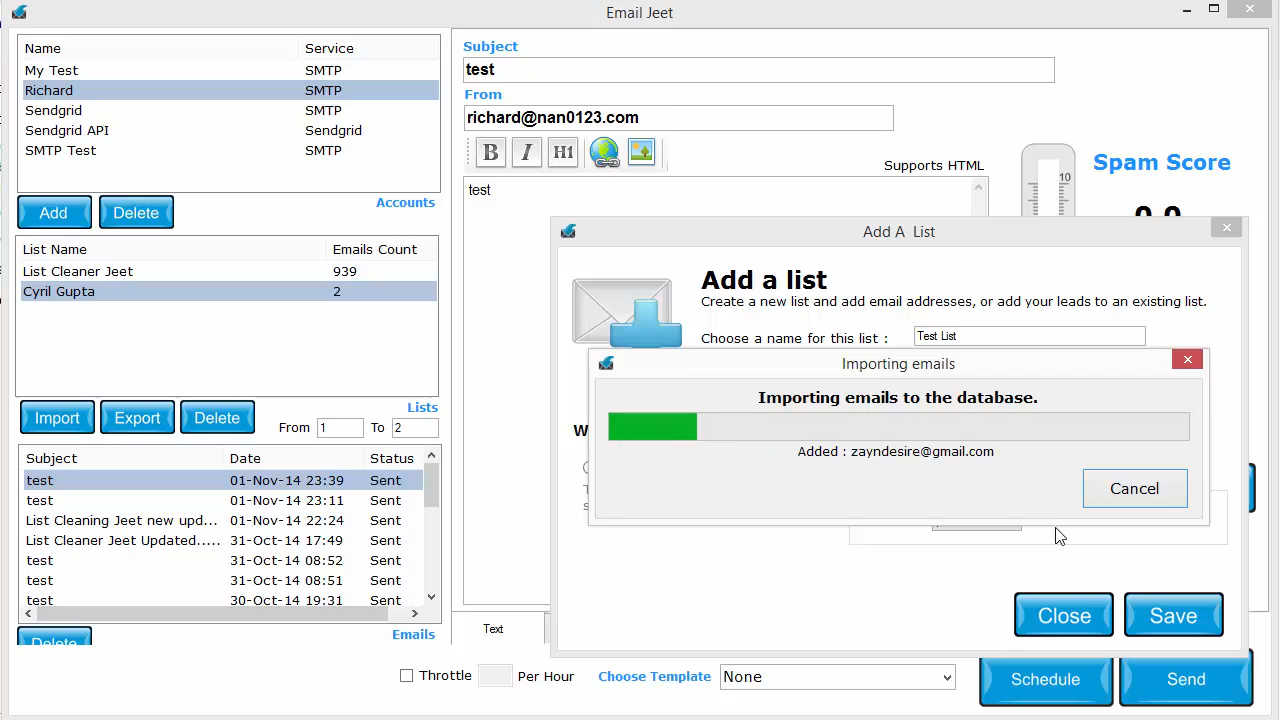 Email Jeet
Name Service
My Test SMTP
Richard SMTP
Sendgrid SMTP
Sendgrid API Sendgrid
SMTP Test SMTP
Add Delete Accounts
List Name Emails Count
List Cleaner Jeet 939
Cyril Gupta 2
Import Export Delete Lists
From 1 To 2
Subject Date Status
test 01-Nov-14 23:39 Sent
test 01-Nov-14 23:11 Sent
List Cleaning Jeet new upd... 01-Nov-14 22:24 Sent
List Cleaner Jeet Updated..... 31-Oct-14 17:49 Sent
test 31-Oct-14 08:52 Sent
test 31-Oct-14 08:51 Sent
test 30-Oct-14 19:31 Sent
Delete Emails
Subject
test
From
richard@nan0123.com
B I H1
Supports HTML
test
10
Spam Score
0.0
Add A List
Add a list
Create a new list and add email addresses, or add your leads to an existing list.
Choose a name for this list : Test List
Importing emails
Importing emails to the database.
Added : zayndesire@gmail.com
Cancel
Close Save
Text
Throttle Per Hour Choose Template None
Schedule Send